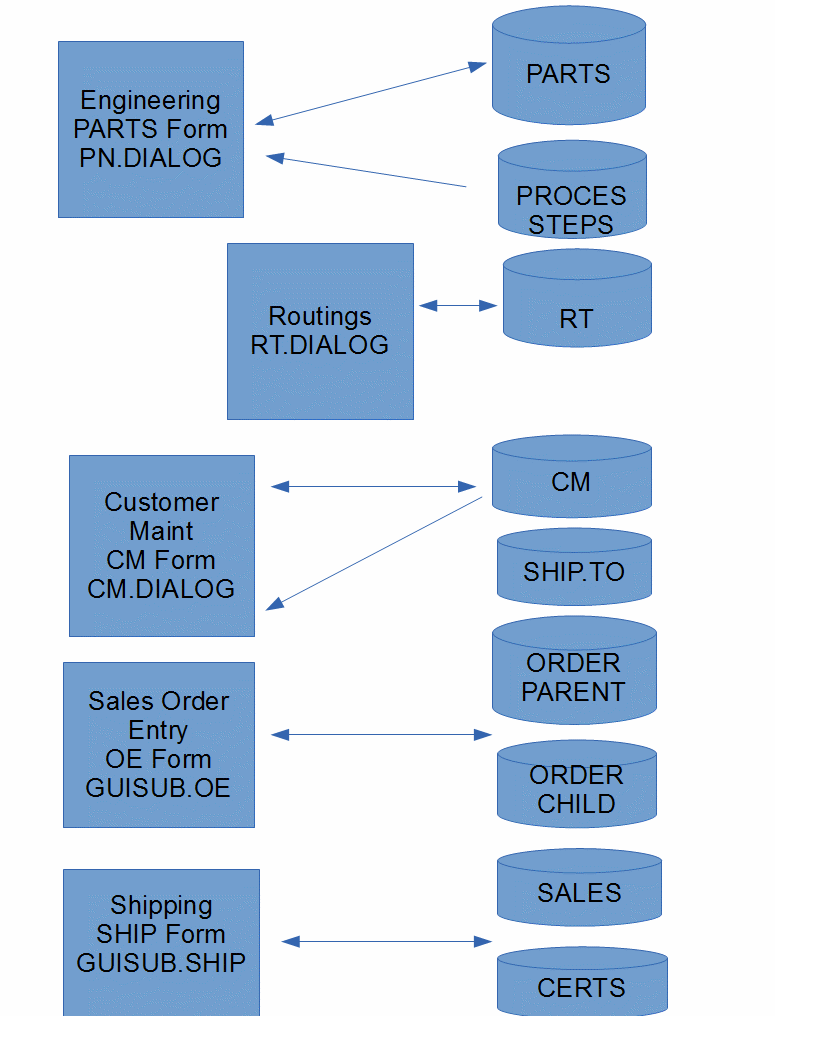 Engineering
PARTS Form
PN.DIALOG
PARTS
PROCES
STEPS
Routings
RT.DIALOG
RT
Customer
Maint
CM Form
CM.DIALOG
CM
SHIP.TO
ORDER
PARENT
Sales Order
Entry
OE Form
GUISUB.OE
ORDER
CHILD
Shipping
SHIP Form
GUISUB.SHIP
SALES
CERTS